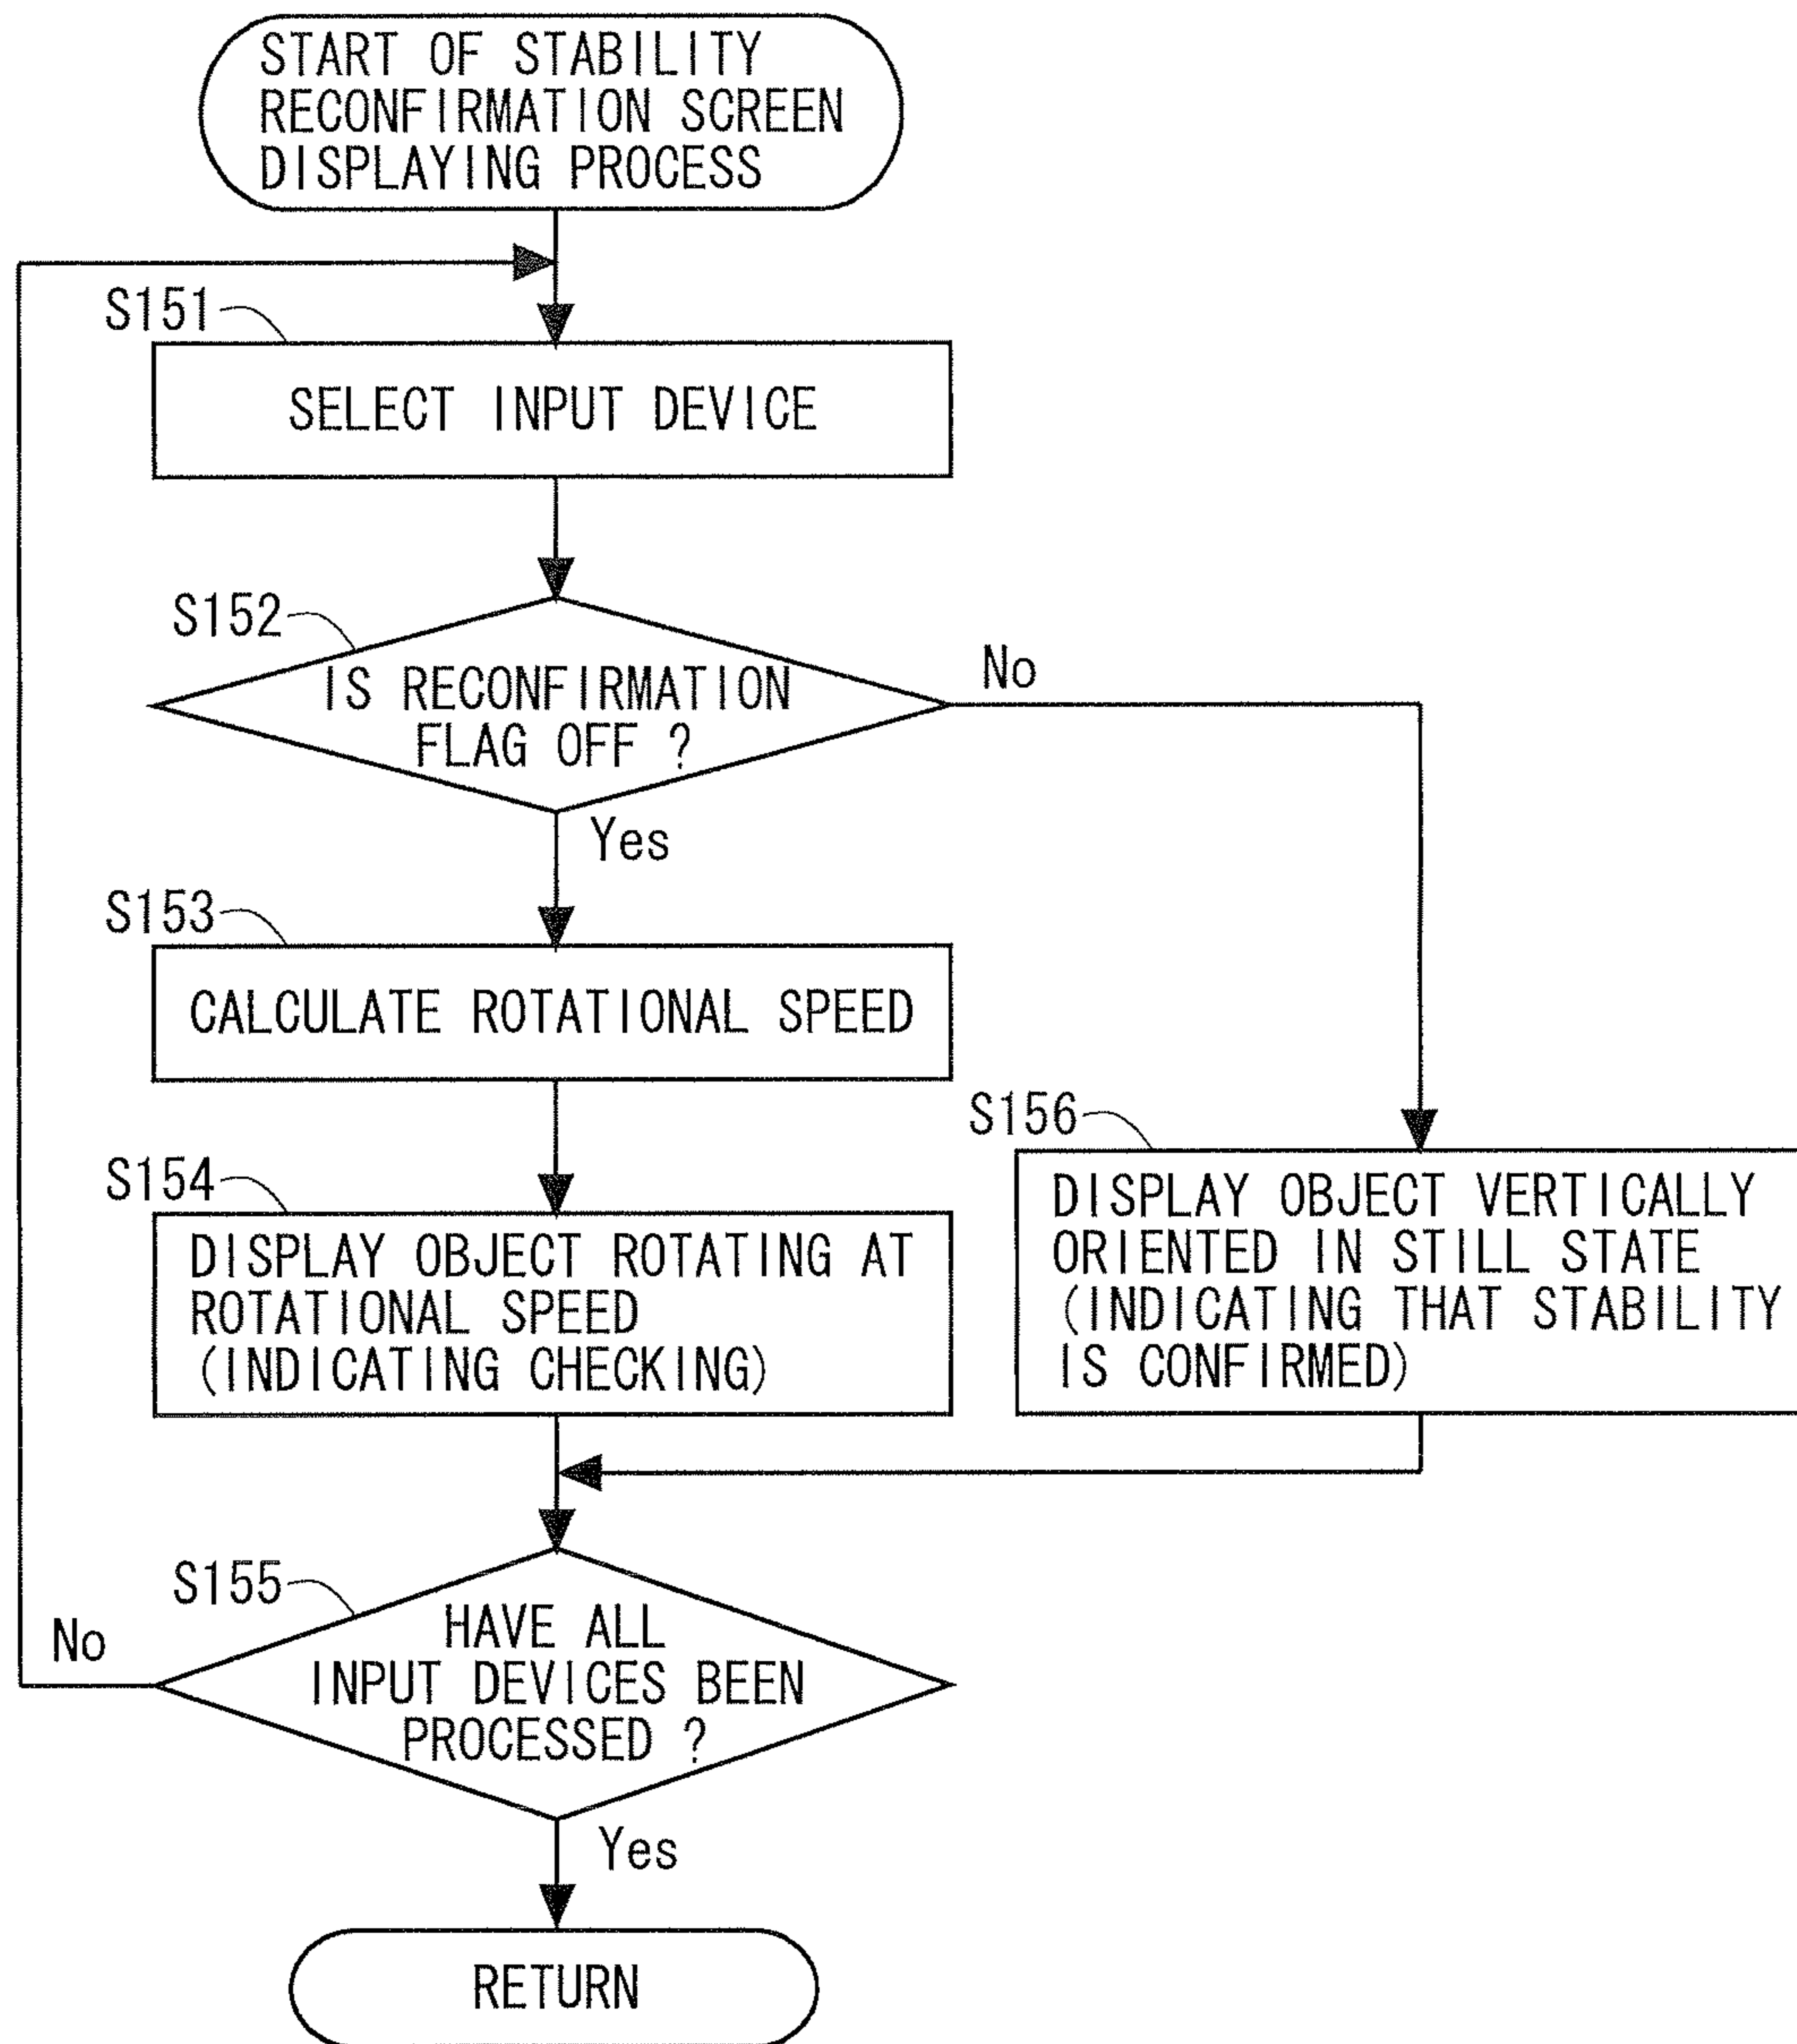 START OF STABILITY
RECONFIRMATION SCREEN
DISPLAYING PROCESS
S151
SELECT INPUT DEVICE
S152
IS RECONFIRMATION
FLAG OFF ?
No
Yes
S153
CALCULATE ROTATIONAL SPEED
S154
DISPLAY OBJECT ROTATING AT
ROTATIONAL SPEED
(INDICATING CHECKING)
S156
DISPLAY OBJECT VERTICALLY
ORIENTED IN STILL STATE
(INDICATING THAT STABILITY
IS CONFIRMED)
S155
HAVE ALL
INPUT DEVICES BEEN
PROCESSED ?
No
Yes
RETURN